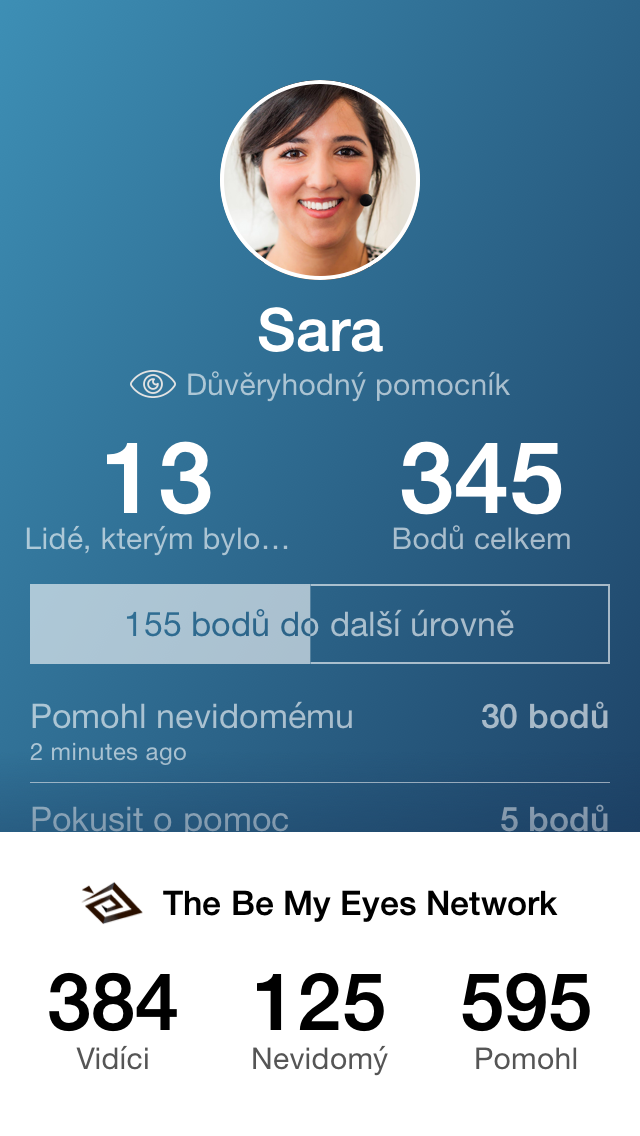 Sara
Důvěryhodný pomocník
13
345
Lidé, kterým bylo…
Bodů celkem
155 bodů do další úrovně
Pomohl nevidomému
30 bodů
2 minutes ago
Pokusit o pomoc
5 bodů
The Be My Eyes Network
384
125
595
Vidíci
Nevidomý
Pomohl